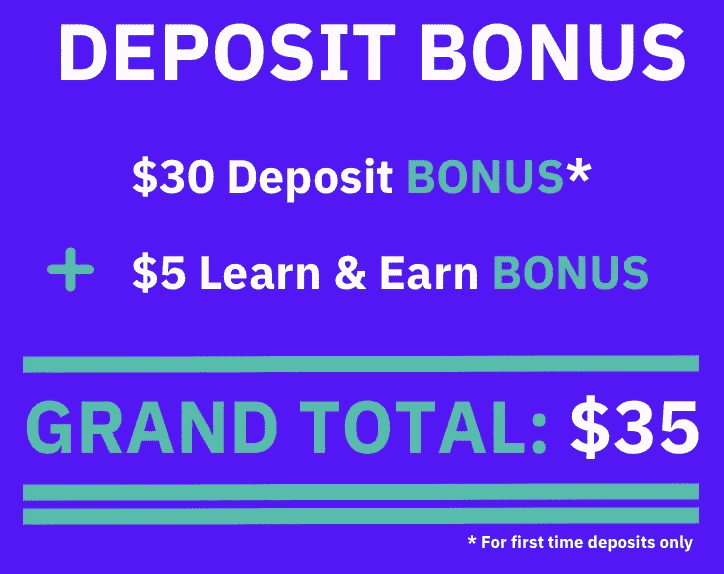 DEPOSIT BONUS
$30 Deposit BONUS*
+ $5 Learn & Earn BONUS
GRAND TOTAL: $35
* For first time deposits only